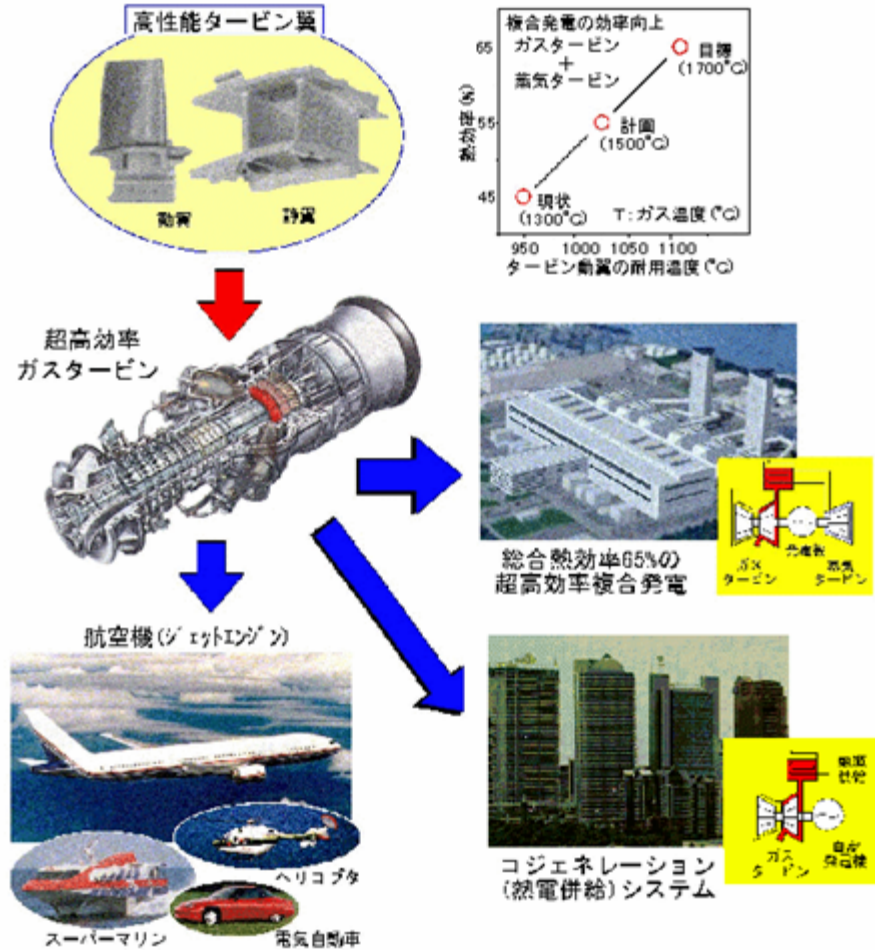 高性能タービン翼
動翼
静翼
複合発電の効率向上
ガスタービン
+
蒸気タービン
65
55
45
熱効率(%)
目標
(1700°C)
計画
(1500°C)
現状
(1300°C)
T:ガス温度(°C)
950 1000 1050 1100
タービン動翼の耐用温度(°C)
超高効率
ガスタービン
総合熱効率65%の
超高効率複合発電
発電機
ガス
タービン
蒸気
タービン
航空機(ジェットエンジン)
ヘリコプタ
スーパーマリン
電気自動車
コジェネレーション
(熱電併給)システム
ガス
タービン
発電機